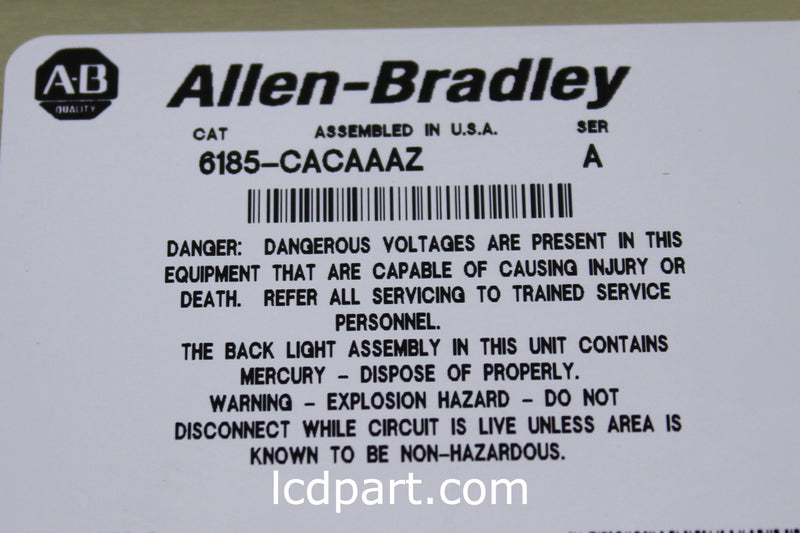 A-B
QUALITY
Allen-Bradley
CAT ASSEMBLED IN U.S.A. SER
6185-CACAAAZ A
DANGER: DANGEROUS VOLTAGES ARE PRESENT IN THIS
EQUIPMENT THAT ARE CAPABLE OF CAUSING INJURY OR
DEATH. REFER ALL SERVICING TO TRAINED SERVICE
PERSONNEL.
THE BACK LIGHT ASSEMBLY IN THIS UNIT CONTAINS
MERCURY - DISPOSE OF PROPERLY.
WARNING - EXPLOSION HAZARD - DO NOT
DISCONNECT WHILE CIRCUIT IS LIVE UNLESS AREA IS
KNOWN TO BE NON-HAZARDOUS.
lcdpart.com